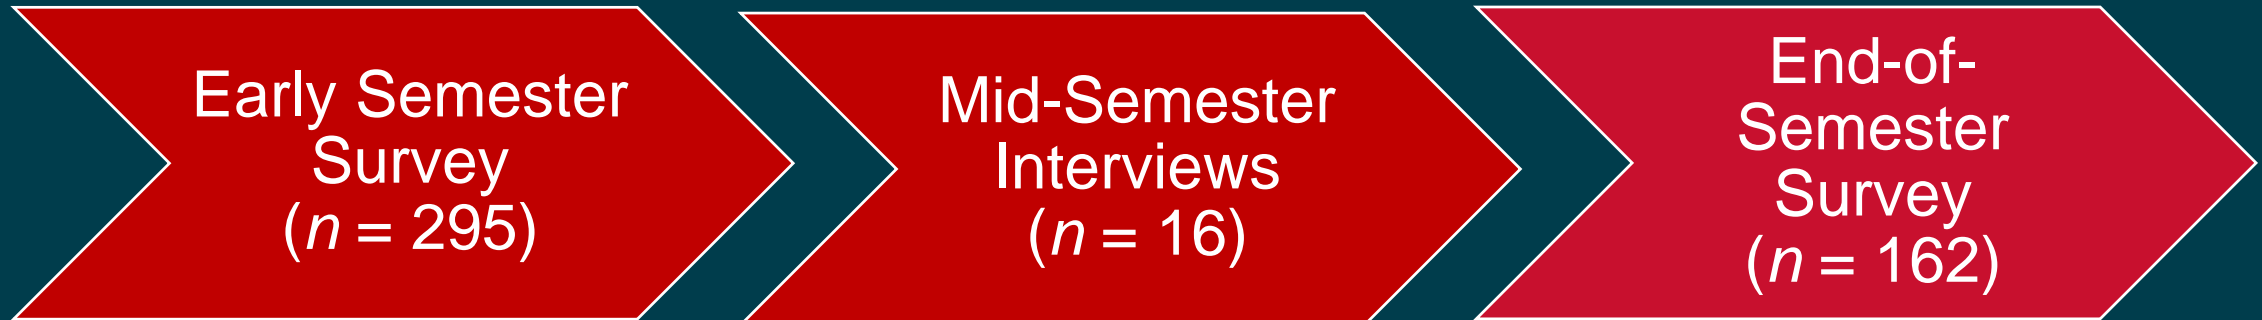 Early Semester
Survey
(n = 295)
Mid-Semester
Interviews
(n = 16)
End-of-
Semester
Survey
(n = 162)